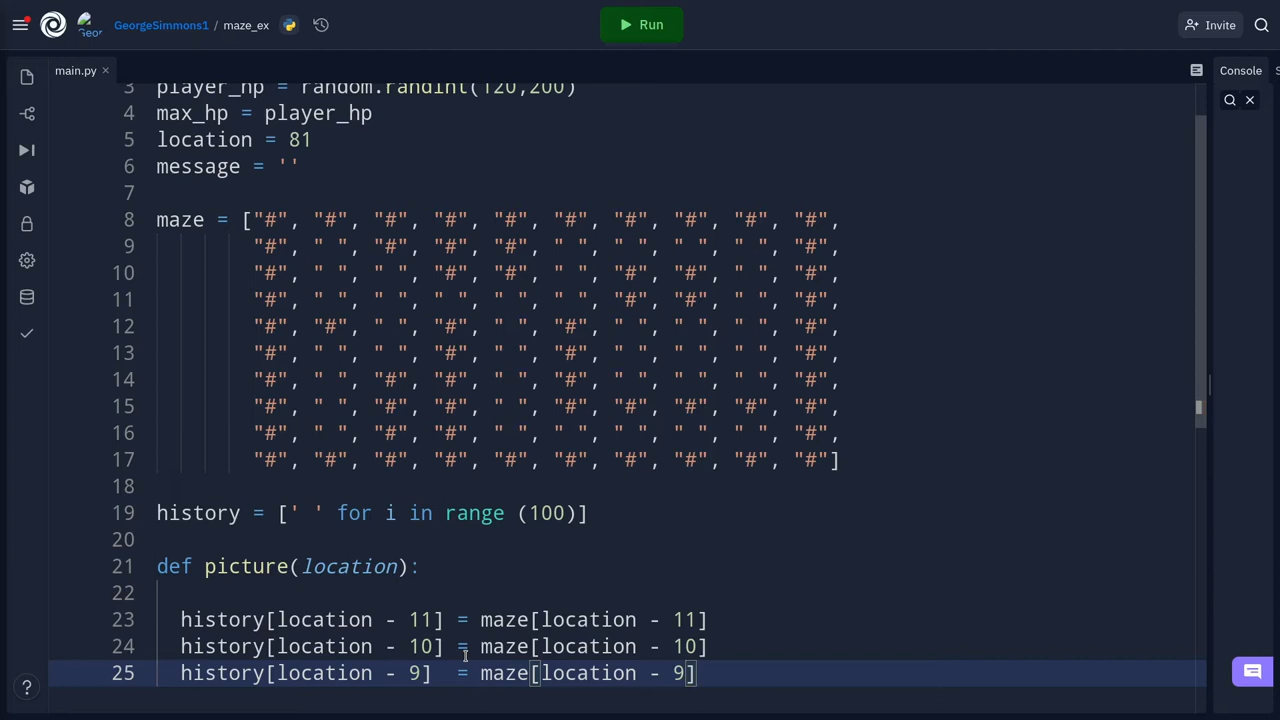 GeorgeSimmons1 / maze_ex
Run
Invite
main.py ×
Console
3 player_hp = random.randint(120,200)
4 max_hp = player_hp
5 location = 81
6 message = ''
7
8 maze = ["#", "#", "#", "#", "#", "#", "#", "#", "#", "#",
9 "#", " ", "#", "#", "#", " ", " ", " ", " ", "#",
10 "#", " ", " ", "#", "#", " ", "#", "#", " ", "#",
11 "#", " ", " ", " ", " ", " ", "#", "#", " ", "#",
12 "#", "#", " ", "#", " ", "#", " ", " ", " ", "#",
13 "#", " ", " ", "#", " ", "#", " ", " ", " ", "#",
14 "#", " ", "#", "#", " ", "#", " ", " ", " ", "#",
15 "#", " ", "#", "#", " ", "#", "#", "#", "#", "#",
16 "#", " ", "#", "#", " ", " ", " ", " ", " ", "#",
17 "#", "#", "#", "#", "#", "#", "#", "#", "#", "#"]
18
19 history = [' ' for i in range (100)]
20
21 def picture(location):
22
23 history[location - 11] = maze[location - 11]
24 history[location - 10] = maze[location - 10]
25 history[location - 9] = maze[location - 9]